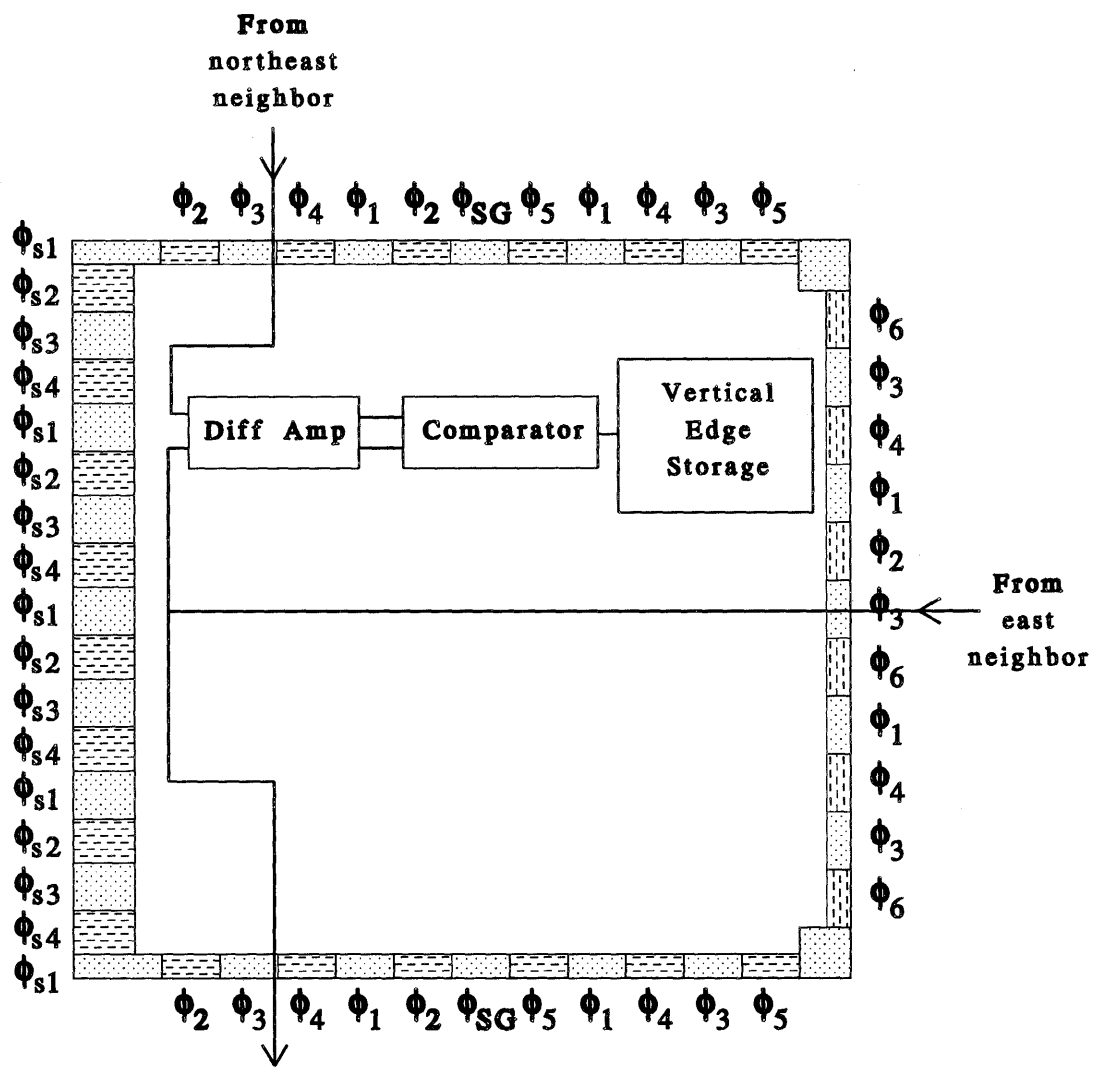 From
northeast
neighbor
ϕ2 ϕ3 ϕ4 ϕ1 ϕ2 ϕSG ϕ5 ϕ1 ϕ4 ϕ3 ϕ5
ϕs1
ϕs2
ϕs3
ϕs4
ϕs1
ϕs2
ϕs3
ϕs4
ϕs1
ϕs2
ϕs3
ϕs4
ϕs1
ϕs2
ϕs3
ϕs4
ϕs1
Diff Amp
Comparator
Vertical
Edge
Storage
ϕ6
ϕ3
ϕ4
ϕ1
ϕ2
ϕ3
ϕ6
ϕ1
ϕ4
ϕ3
ϕ6
From
east
neighbor
ϕ2 ϕ3 ϕ4 ϕ1 ϕ2 ϕSG ϕ5 ϕ1 ϕ4 ϕ3 ϕ5